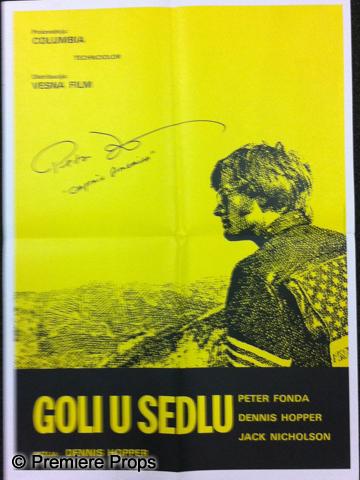 Proizvodnja:
COLUMBIA
TECHNICOLOR
Distribucija:
VESNA FILM
Peter
"Captain America"
GOLI U SEDLU
PETER FONDA
DENNIS HOPPER
JACK NICHOLSON
DENNIS HOPPER
© Premiere Props